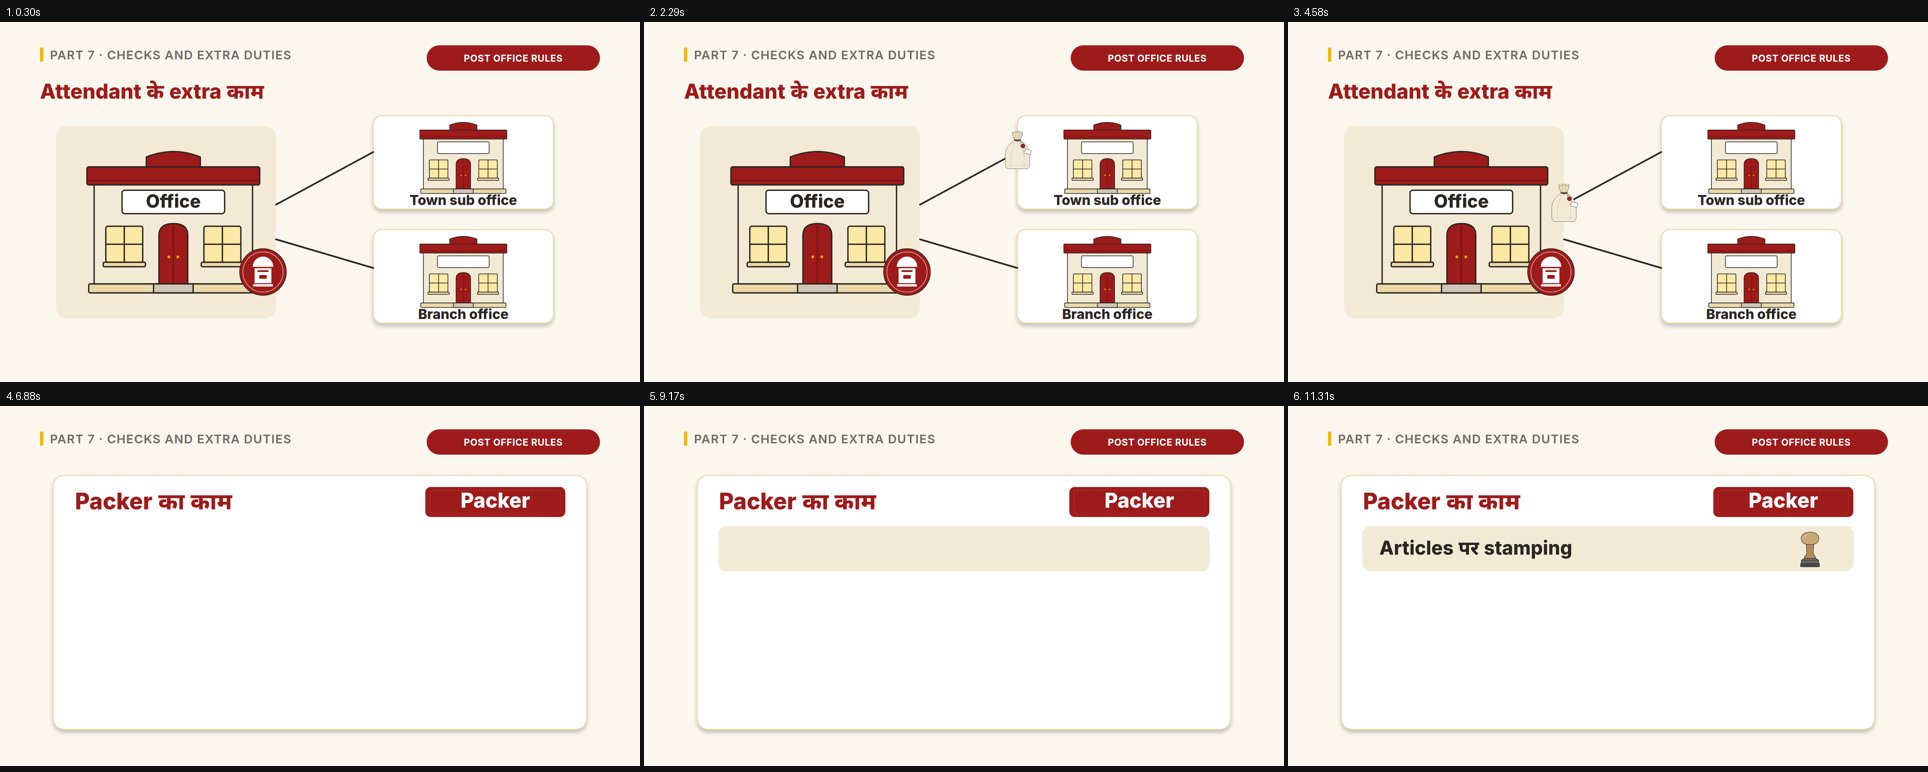 1. 0.30s
PART 7 · CHECKS AND EXTRA DUTIES
POST OFFICE RULES
Attendant के extra काम
Office
Town sub office
Branch office
2. 2.29s
PART 7 · CHECKS AND EXTRA DUTIES
POST OFFICE RULES
Attendant के extra काम
Office
Town sub office
Branch office
3. 4.58s
PART 7 · CHECKS AND EXTRA DUTIES
POST OFFICE RULES
Attendant के extra काम
Office
Town sub office
Branch office
4. 6.88s
PART 7 · CHECKS AND EXTRA DUTIES
POST OFFICE RULES
Packer का काम
Packer
5. 9.17s
PART 7 · CHECKS AND EXTRA DUTIES
POST OFFICE RULES
Packer का काम
Packer
6. 11.31s
PART 7 · CHECKS AND EXTRA DUTIES
POST OFFICE RULES
Packer का काम
Packer
Articles पर stamping